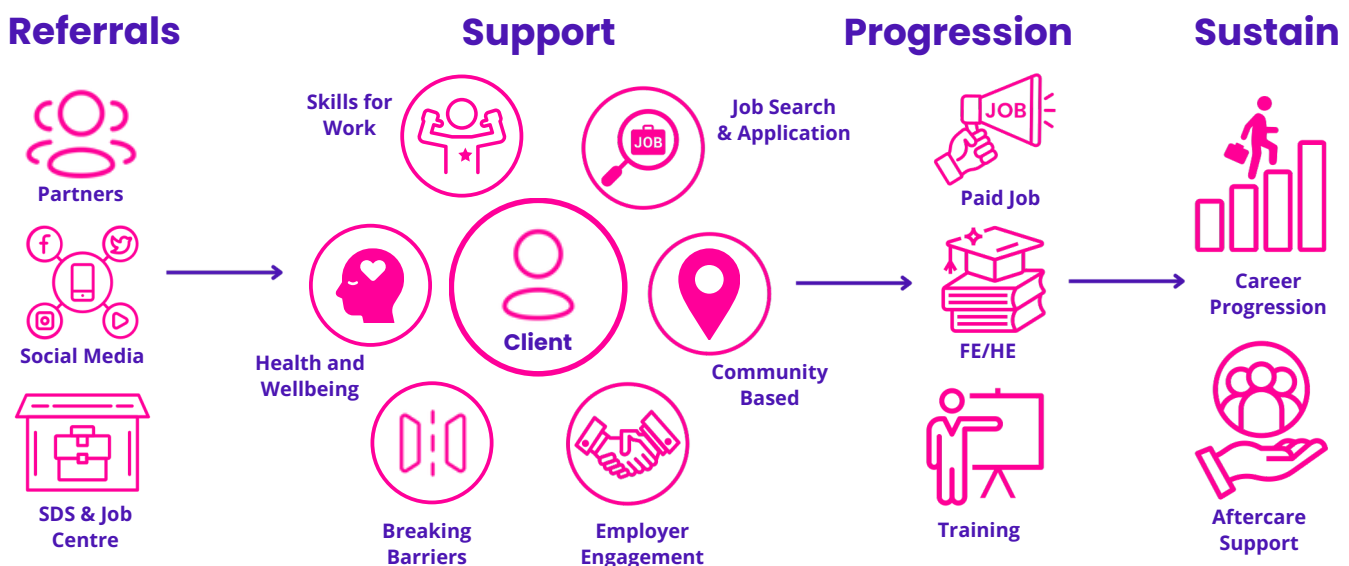 Referrals
Partners
Social Media
SDS & Job
Centre
Support
Skills for
Work
JOB
Job Search
& Application
Health and
Wellbeing
Client
Community
Based
Breaking
Barriers
Employer
Engagement
Progression
JOB
Paid Job
FE/HE
Training
Sustain
Career
Progression
Aftercare
Support